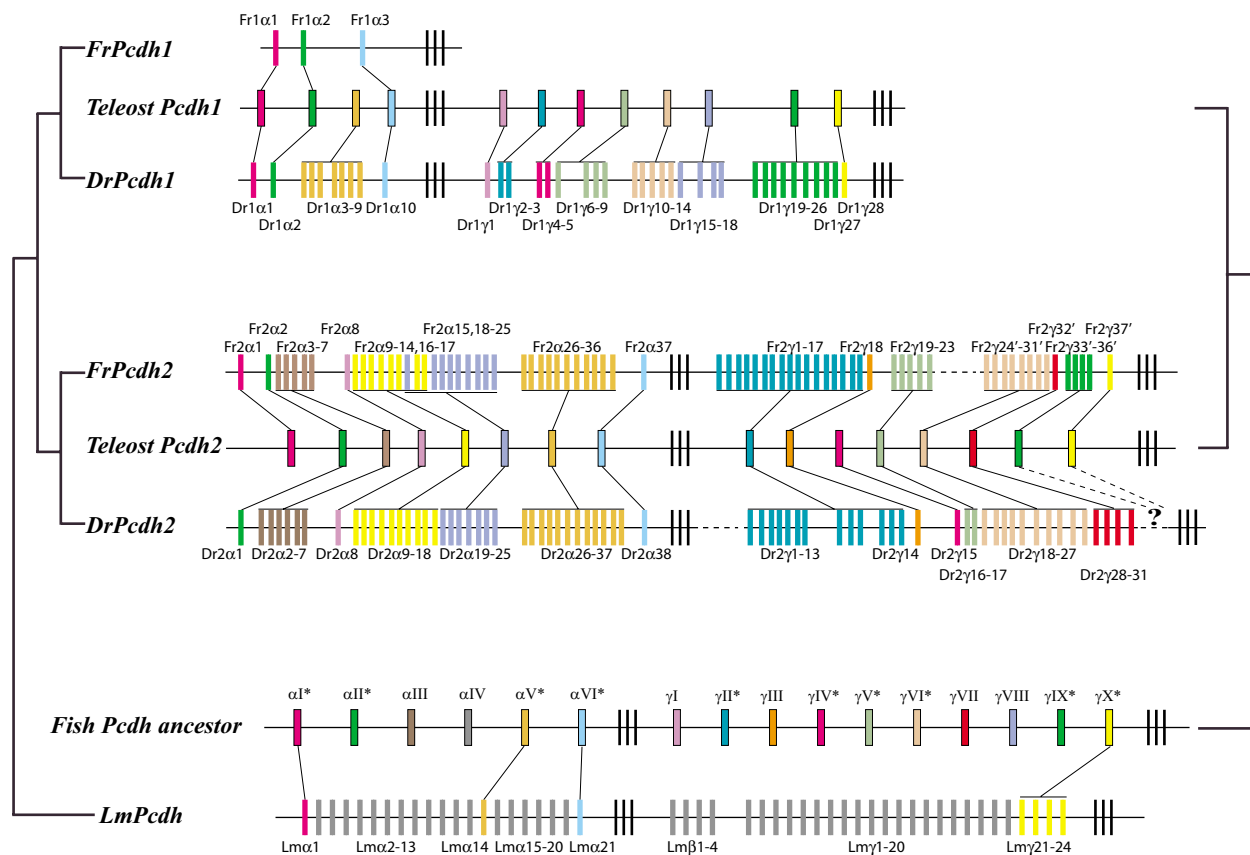 Fr1α1 Fr1α2 Fr1α3
FrPcdh1
Teleost Pcdh1
DrPcdh1
Dr1α1 Dr1α3-9 Dr1α10 Dr1γ2-3 Dr1γ6-9 Dr1γ10-14 Dr1γ19-26 Dr1γ28
Dr1α2 Dr1γ1 Dr1γ4-5 Dr1γ15-18 Dr1γ27
Fr2α2 Fr2α8 Fr2α15,18-25 Fr2γ32′ Fr2γ37′
Fr2α1 Fr2α3-7 Fr2α9-14,16-17 Fr2α26-36 Fr2α37 Fr2γ1-17 Fr2γ18 Fr2γ19-23 Fr2γ24′-31′ Fr2γ33′-36′
FrPcdh2
Teleost Pcdh2
DrPcdh2 ?
Dr2α1 Dr2α2-7 Dr2α8 Dr2α9-18 Dr2α19-25 Dr2α26-37 Dr2α38 Dr2γ1-13 Dr2γ14 Dr2γ15 Dr2γ18-27
Dr2γ16-17 Dr2γ28-31
αI* αII* αIII αIV αV* αVI* γI γII* γIII γIV* γV* γVI* γVII γVIII γIX* γX*
Fish Pcdh ancestor
LmPcdh
Lmα1 Lmα2-13 Lmα14 Lmα15-20 Lmα21 Lmβ1-4 Lmγ1-20 Lmγ21-24